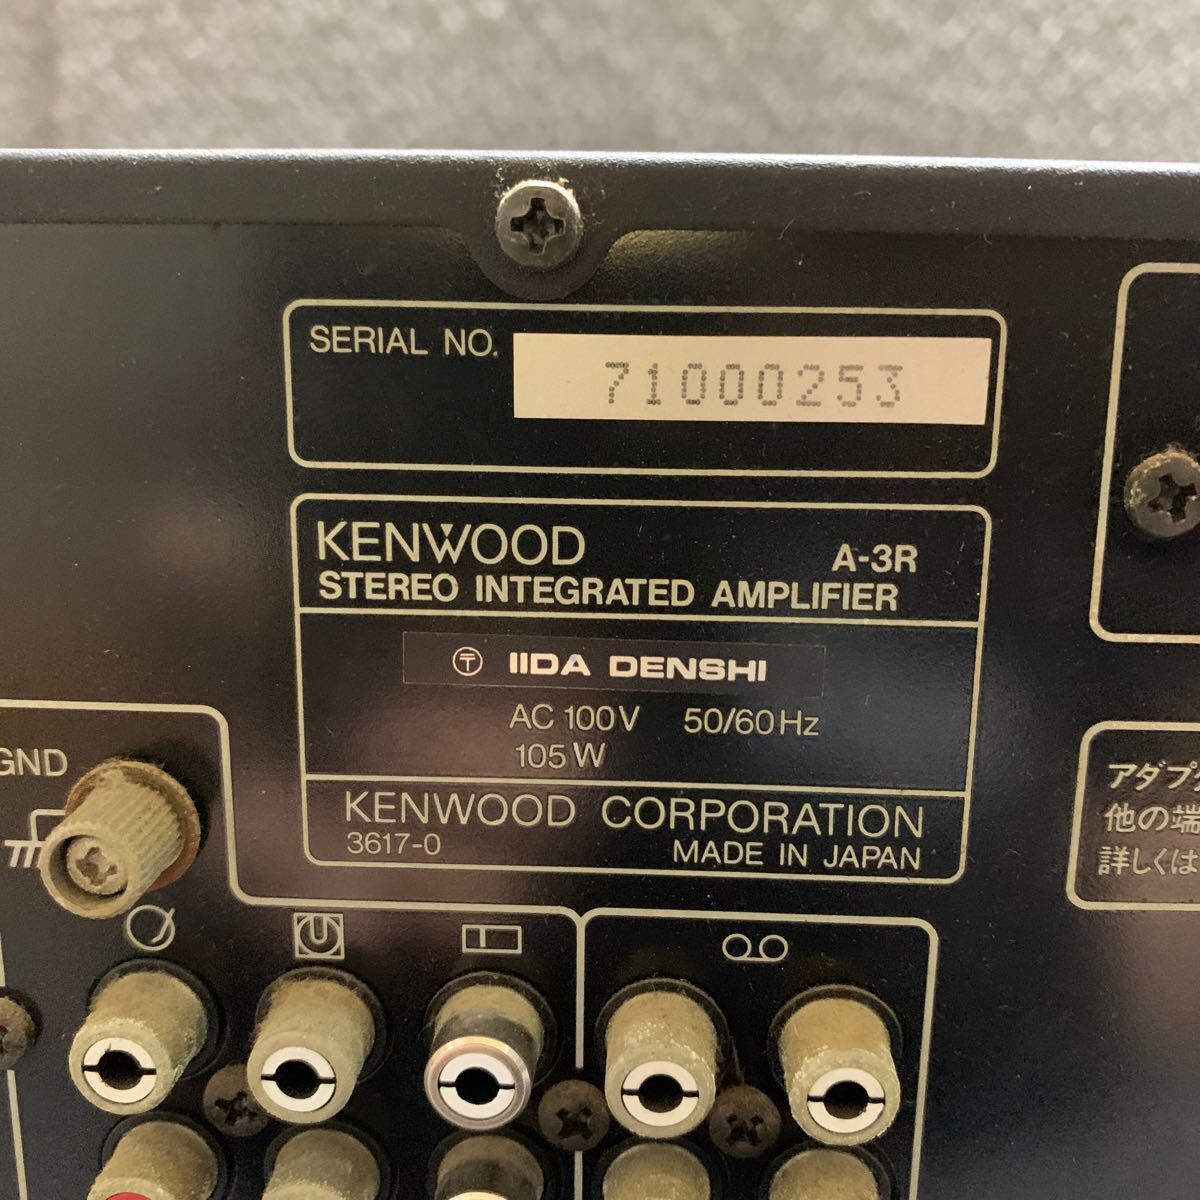 SERIAL NO. 71000253
KENWOOD A-3R
STEREO INTEGRATED AMPLIFIER
〒 IIDA DENSHI
AC 100V 50/60Hz
105W
KENWOOD CORPORATION
3617-0 MADE IN JAPAN
GND
アダプ
他の端
詳しくは